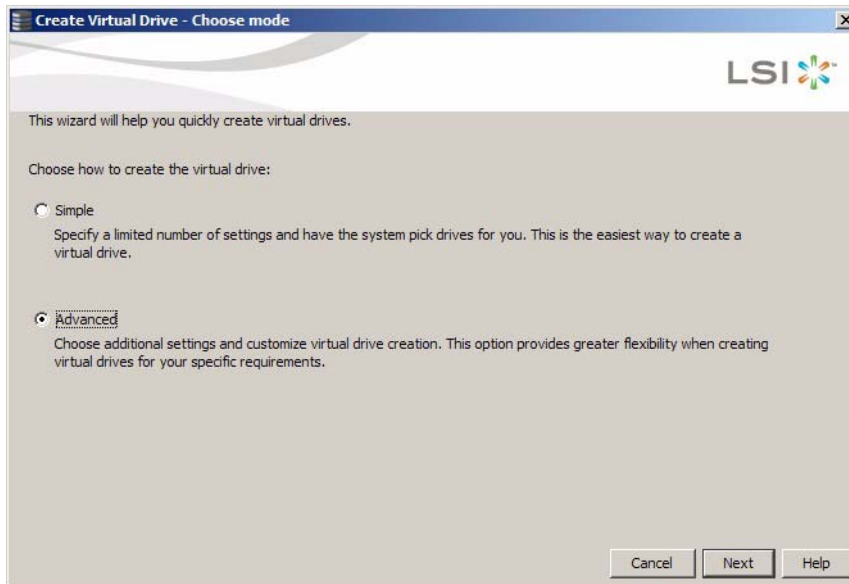 Create Virtual Drive - Choose mode
LSI
This wizard will help you quickly create virtual drives.
Choose how to create the virtual drive:
Simple
Specify a limited number of settings and have the system pick drives for you. This is the easiest way to create a
virtual drive.
Advanced
Choose additional settings and customize virtual drive creation. This option provides greater flexibility when creating
virtual drives for your specific requirements.
Cancel
Next
Help